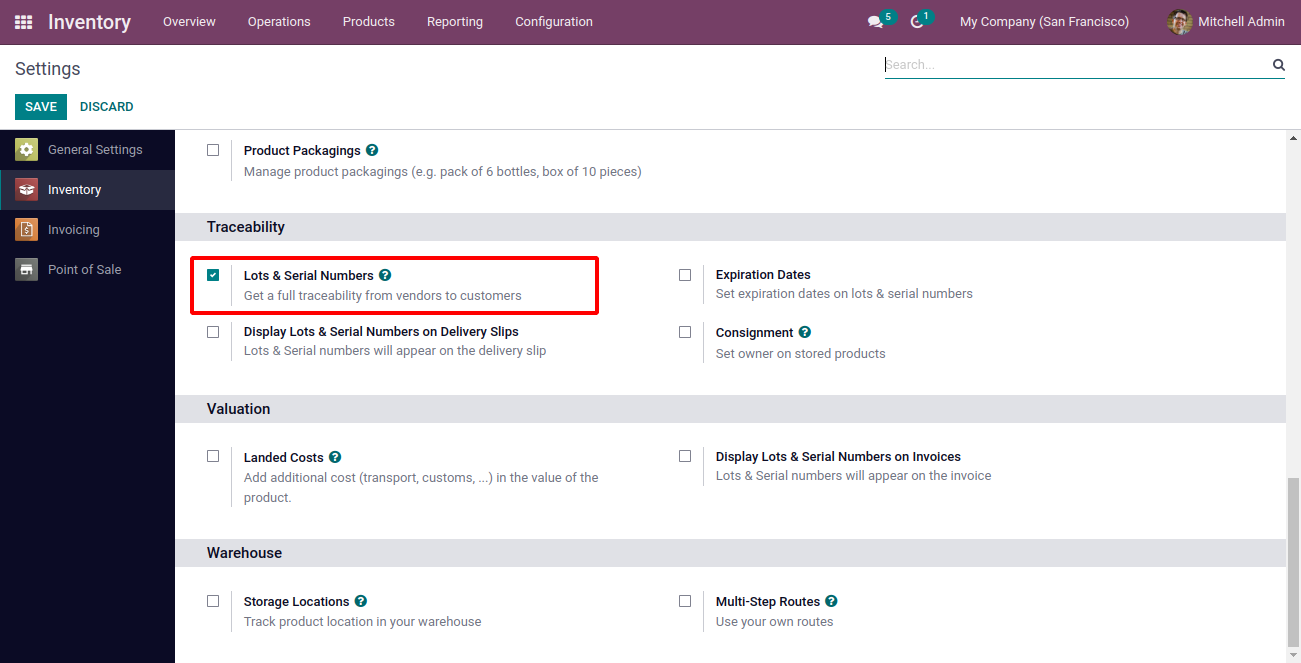 Inventory Overview Operations Products Reporting Configuration 5 1 My Company (San Francisco) Mitchell Admin
Settings
Search...
SAVE DISCARD
General Settings
Inventory
Invoicing
Point of Sale
Product Packagings ?
Manage product packagings (e.g. pack of 6 bottles, box of 10 pieces)
Traceability
Lots & Serial Numbers ?
Get a full traceability from vendors to customers
Expiration Dates
Set expiration dates on lots & serial numbers
Display Lots & Serial Numbers on Delivery Slips
Lots & Serial numbers will appear on the delivery slip
Consignment ?
Set owner on stored products
Valuation
Landed Costs ?
Add additional cost (transport, customs, ...) in the value of the
product.
Display Lots & Serial Numbers on Invoices
Lots & Serial numbers will appear on the invoice
Warehouse
Storage Locations ?
Track product location in your warehouse
Multi-Step Routes ?
Use your own routes